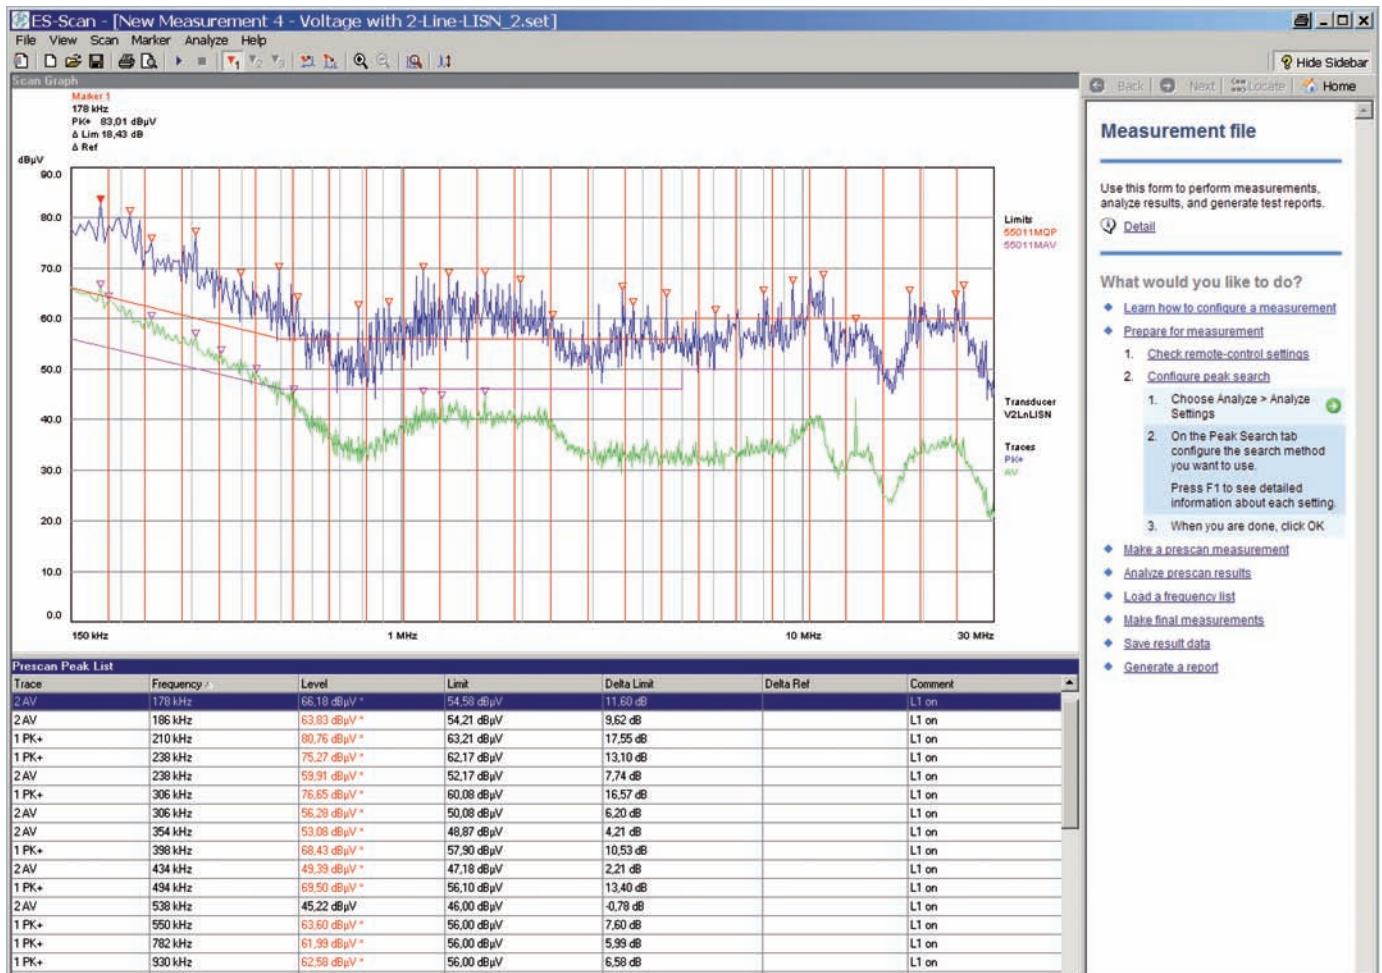 ES-Scan - [New Measurement 4 - Voltage with 2-Line-LISN_2.set]
File View Scan Marker Analyze Help
Hide Sidebar
Scan Graph
Back Next Locate Home
Marker 1
178 kHz
PK+ 83,01 dBµV
Δ Lim 18,43 dB
Δ Ref
dBµV
90.0
80.0
70.0
60.0
50.0
40.0
30.0
20.0
10.0
0.0
150 kHz 1 MHz 10 MHz 30 MHz
Limits
55011MQP
55011MAV
Transducer
V2LnLISN
Traces
PK+
AV
Prescan Peak List
Trace Frequency Level Limit Delta Limit Delta Ref Comment
2 AV 178 kHz 66,18 dBµV * 54,58 dBµV 11,60 dB L1 on
2 AV 186 kHz 63,83 dBµV * 54,21 dBµV 9,62 dB L1 on
1 PK+ 210 kHz 80,76 dBµV * 63,21 dBµV 17,55 dB L1 on
1 PK+ 238 kHz 75,27 dBµV * 62,17 dBµV 13,10 dB L1 on
2 AV 238 kHz 59,91 dBµV * 52,17 dBµV 7,74 dB L1 on
1 PK+ 306 kHz 76,65 dBµV * 60,08 dBµV 16,57 dB L1 on
2 AV 306 kHz 56,28 dBµV * 50,08 dBµV 6,20 dB L1 on
2 AV 354 kHz 53,08 dBµV * 48,87 dBµV 4,21 dB L1 on
1 PK+ 398 kHz 68,43 dBµV * 57,90 dBµV 10,53 dB L1 on
2 AV 434 kHz 49,39 dBµV * 47,18 dBµV 2,21 dB L1 on
1 PK+ 494 kHz 69,50 dBµV * 56,10 dBµV 13,40 dB L1 on
2 AV 538 kHz 45,22 dBµV 46,00 dBµV -0,78 dB L1 on
1 PK+ 550 kHz 63,60 dBµV * 56,00 dBµV 7,60 dB L1 on
1 PK+ 782 kHz 61,99 dBµV * 56,00 dBµV 5,99 dB L1 on
1 PK+ 930 kHz 62,58 dBµV * 56,00 dBµV 6,58 dB L1 on
Measurement file
Use this form to perform measurements,
analyze results, and generate test reports.
Detail
What would you like to do?
Learn how to configure a measurement
Prepare for measurement
1. Check remote-control settings
2. Configure peak search
1. Choose Analyze > Analyze
Settings
2. On the Peak Search tab
configure the search method
you want to use.
Press F1 to see detailed
information about each setting.
3. When you are done, click OK
Make a prescan measurement
Analyze prescan results
Load a frequency list
Make final measurements
Save result data
Generate a report